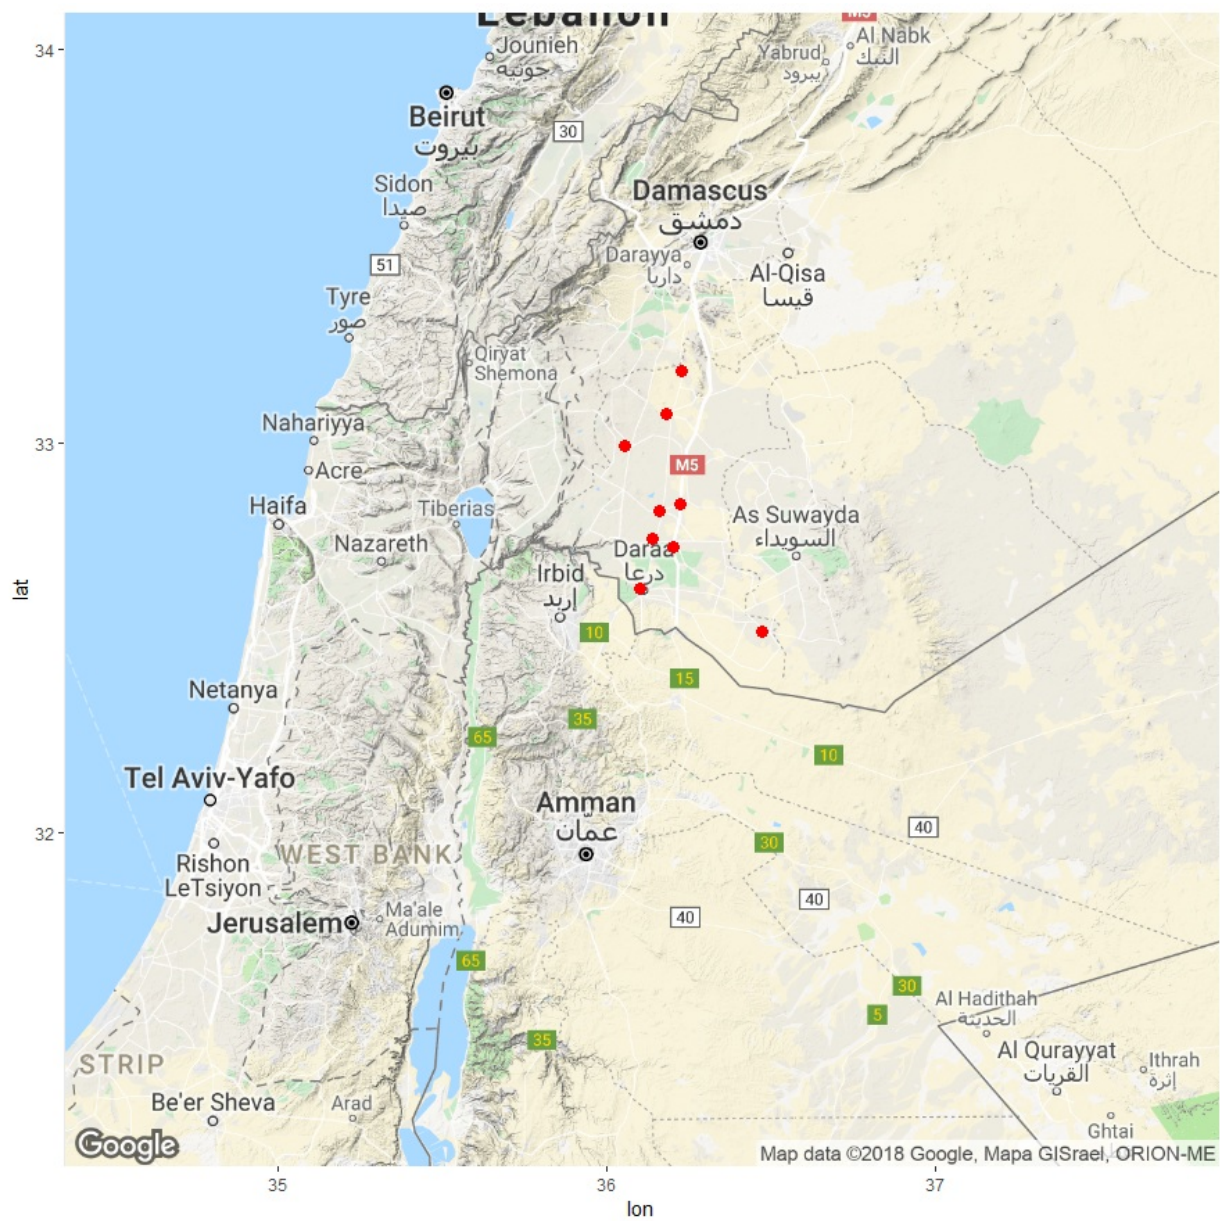 Lebanon
M5
34
Jounieh
جونيه
Yabrud
يبرود
Al Nabk
النبك
Beirut
بيروت
30
Sidon
صيدا
Damascus
دمشق
Darayya
داريا
51
Al-Qisa
قيسا
Tyre
صور
Qiryat
Shemona
33
Nahariyya
Acre
M5
Haifa
Tiberias
As Suwayda
السويداء
Nazareth
Daraa
درعا
Irbid
إربد
10
15
Netanya
35
65
10
Tel Aviv-Yafo
Amman
عمّان
32
40
30
Rishon
LeTsiyon
WEST BANK
40
Jerusalem
Ma'ale
Adumim
40
65
30
Al Hadithah
الحديثة
5
35
STRIP
Al Qurayyat
القريات
Ithrah
إثرة
Be'er Sheva
Arad
Ghtai
Google
Map data ©2018 Google, Mapa GISrael, ORION-ME
35
36
37
lon
lat